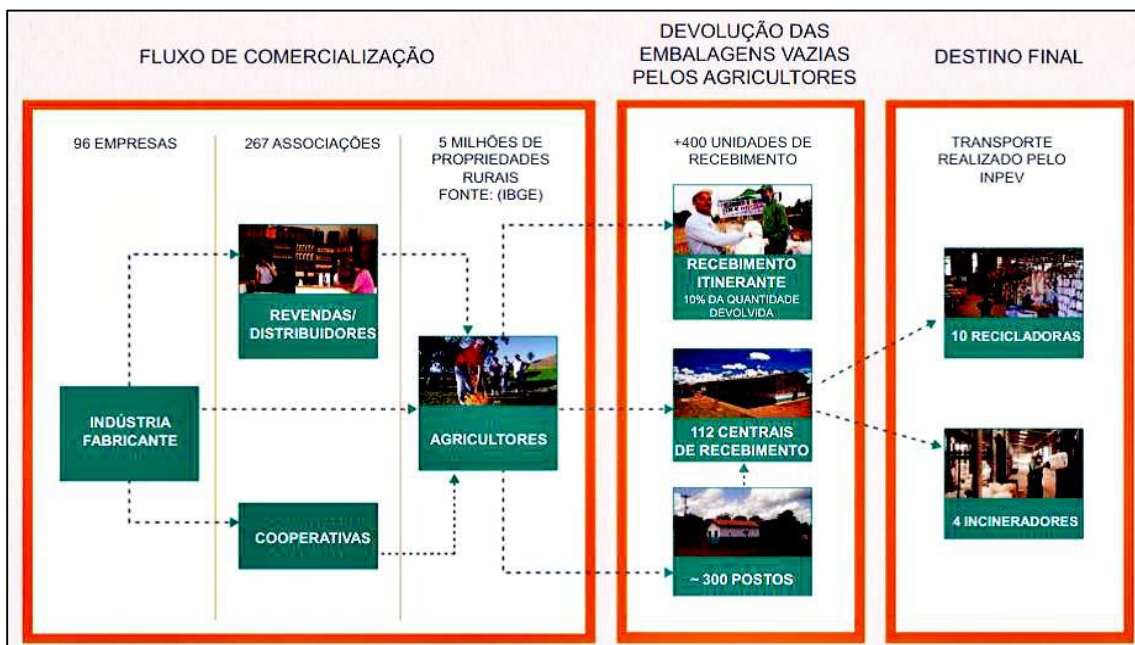 FLUXO DE COMERCIALIZAÇÃO
DEVOLUÇÃO DAS
EMBALAGENS VAZIAS
PELOS AGRICULTORES
DESTINO FINAL
96 EMPRESAS
267 ASSOCIAÇÕES
5 MILHÕES DE
PROPRIEDADES
RURAIS
FONTE: (IBGE)
+400 UNIDADES DE
RECEBIMENTO
TRANSPORTE
REALIZADO PELO
INPEV
REVENDAS/
DISTRIBUIDORES
INDÚSTRIA
FABRICANTE
COOPERATIVAS
AGRICULTORES
RECEBIMENTO
ITINERANTE
10% DA QUANTIDADE
DEVOLVIDA
112 CENTRAIS
DE RECEBIMENTO
~ 300 POSTOS
10 RECICLADORAS
4 INCINERADORES